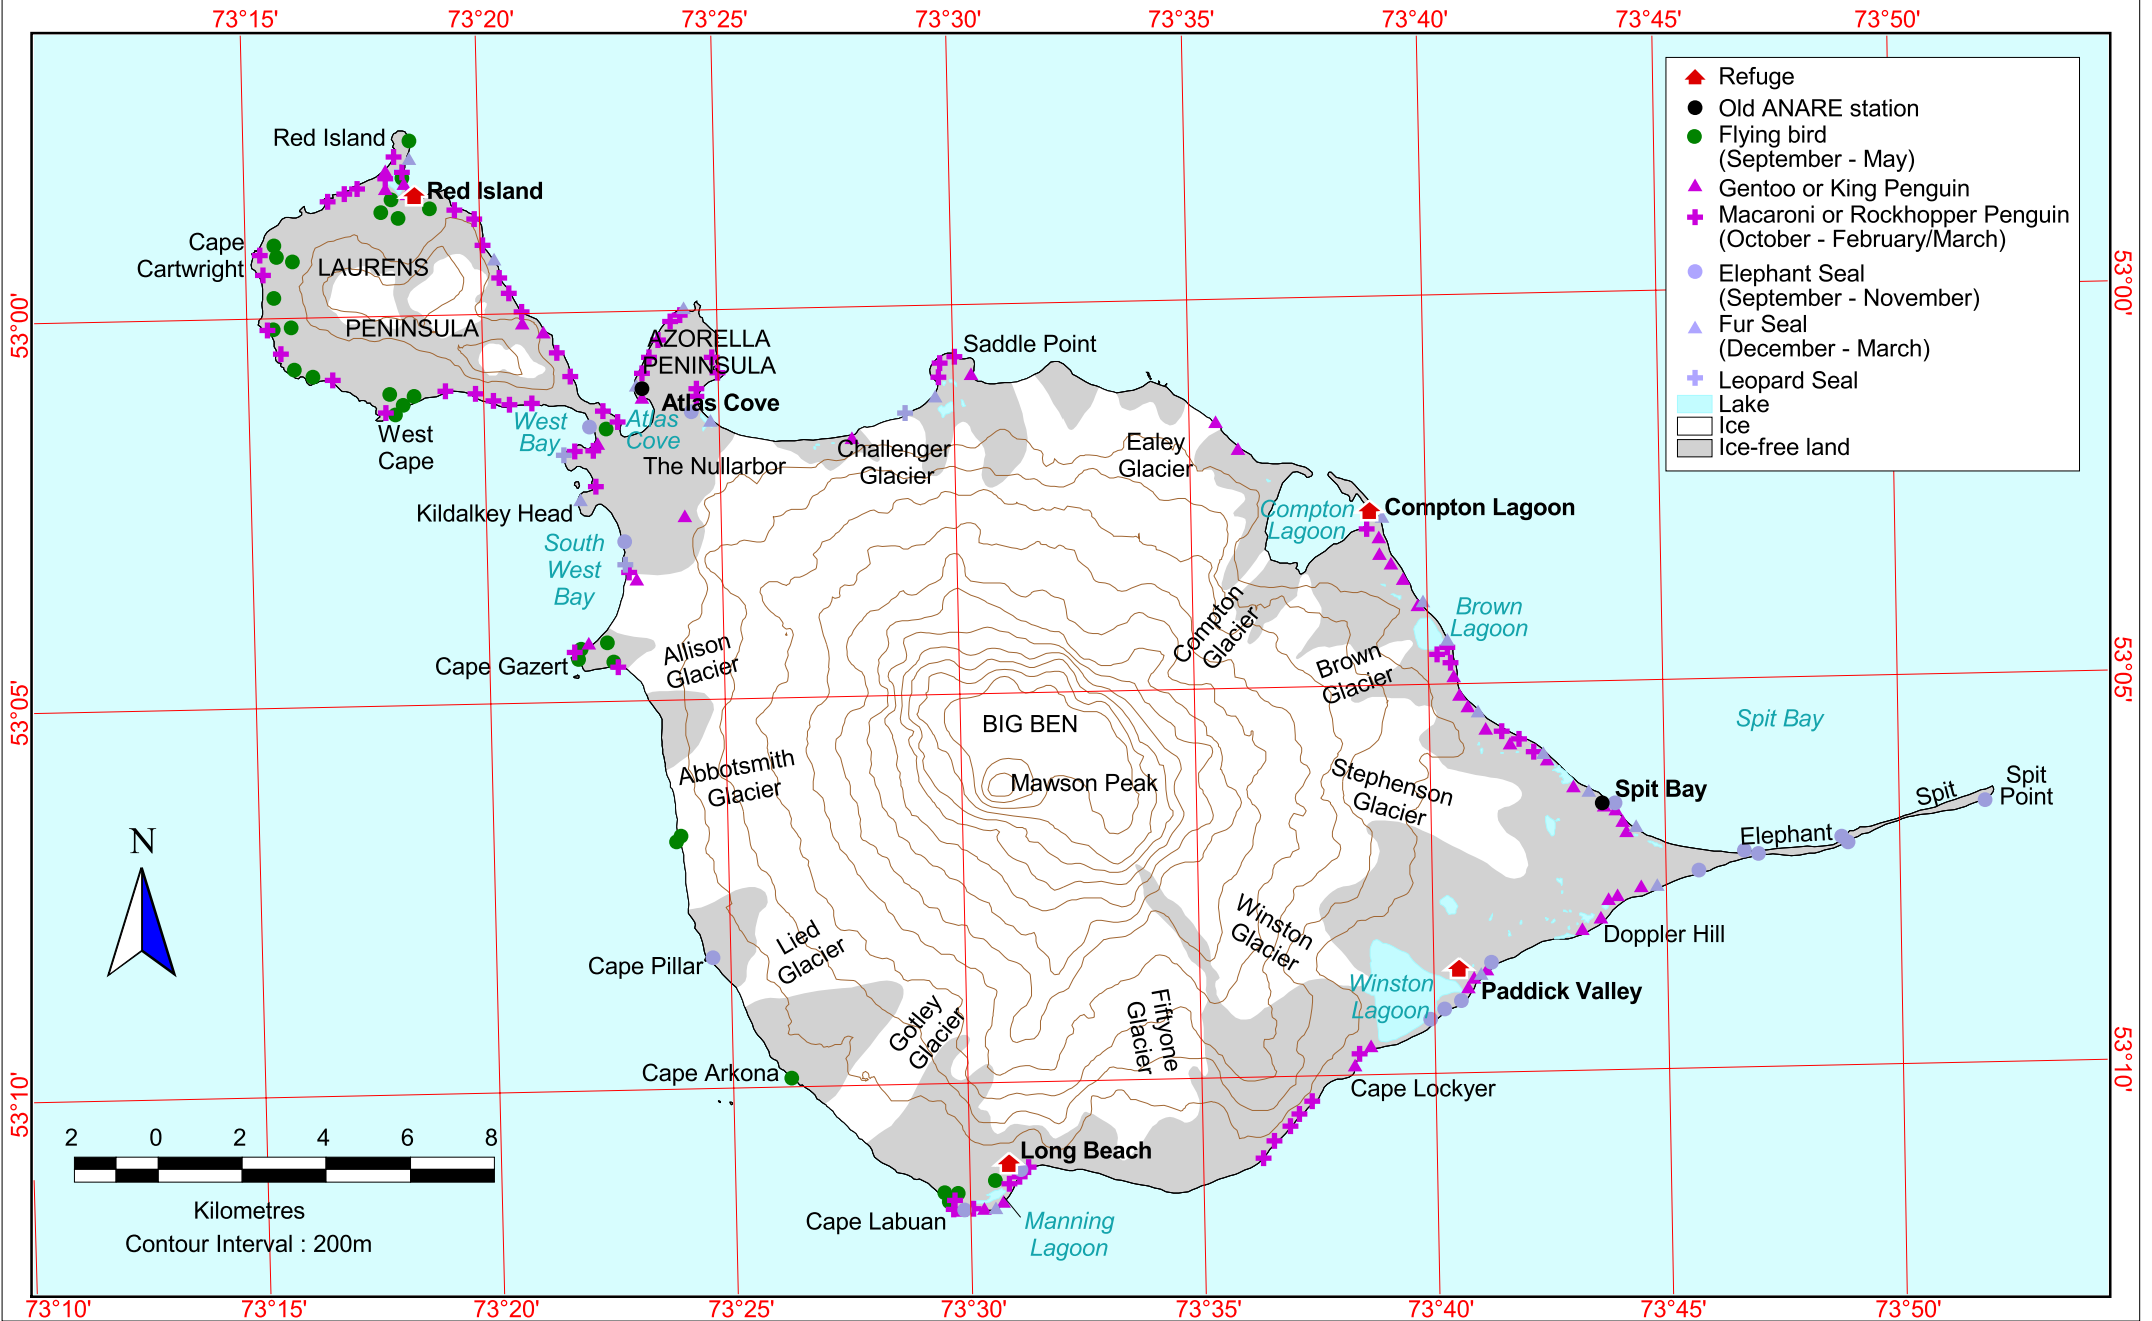 73°15'
73°20'
73°25'
73°30'
73°35'
73°40'
73°45'
73°50'
Refuge
Old ANARE station
Flying bird
(September - May)
Gentoo or King Penguin
Macaroni or Rockhopper Penguin
(October - February/March)
Elephant Seal
(September - November)
Fur Seal
(December - March)
Leopard Seal
Lake
Ice
Ice-free land
Red Island
Red Island
Cape
Cartwright
LAURENS
PENINSULA
53°00'
53°00'
AZORELLA
PENINSULA
Saddle Point
Atlas Cove
West
Bay
Atlas
Cove
West
Cape
The Nullarbor
Challenger
Glacier
Ealey
Glacier
Kildalkey Head
Compton
Lagoon
Compton Lagoon
South
West
Bay
Compton
Glacier
Brown
Lagoon
Cape Gazert
Allison
Glacier
Brown
Glacier
53°05'
53°05'
BIG BEN
Spit Bay
Mawson Peak
Abbotsmith
Glacier
Stephenson
Glacier
Spit Bay
Spit
Point
Elephant
Spit
N
Winston
Glacier
Lied
Glacier
Doppler Hill
Cape Pillar
Winston
Lagoon
Paddick Valley
Gotley
Glacier
Fiftyone
Glacier
Cape Arkona
Cape Lockyer
53°10'
53°10'
2 0 2 4 6 8
Kilometres
Contour Interval : 200m
Long Beach
Cape Labuan
Manning
Lagoon
73°10'
73°15'
73°20'
73°25'
73°30'
73°35'
73°40'
73°45'
73°50'